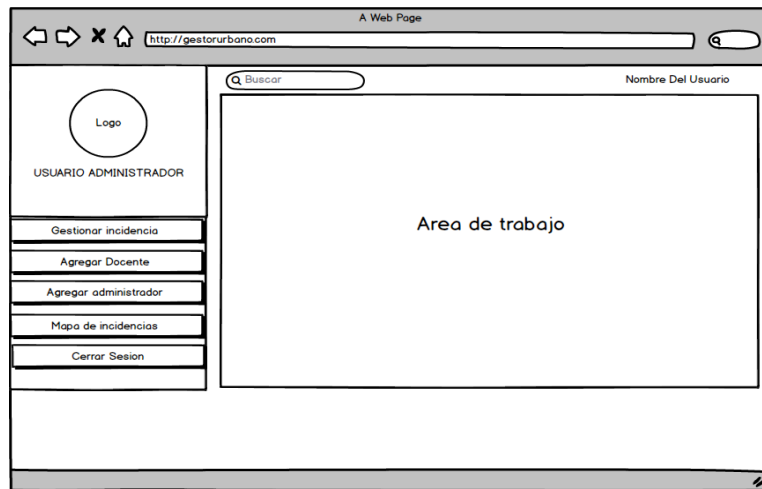 A Web Page
http://gestorurbano.com
Buscar
Nombre Del Usuario
Logo
USUARIO ADMINISTRADOR
Gestionar incidencia
Agregar Docente
Agregar administrador
Mapa de incidencias
Cerrar Sesion
Area de trabajo